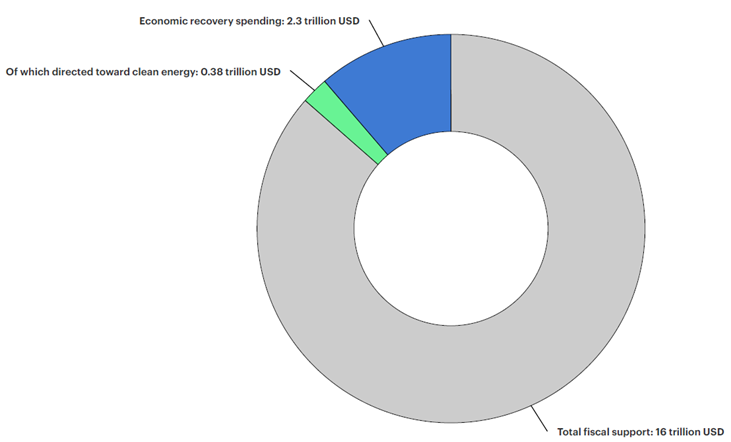 Economic recovery spending: 2.3 trillion USD
Of which directed toward clean energy: 0.38 trillion USD
Total fiscal support: 16 trillion USD